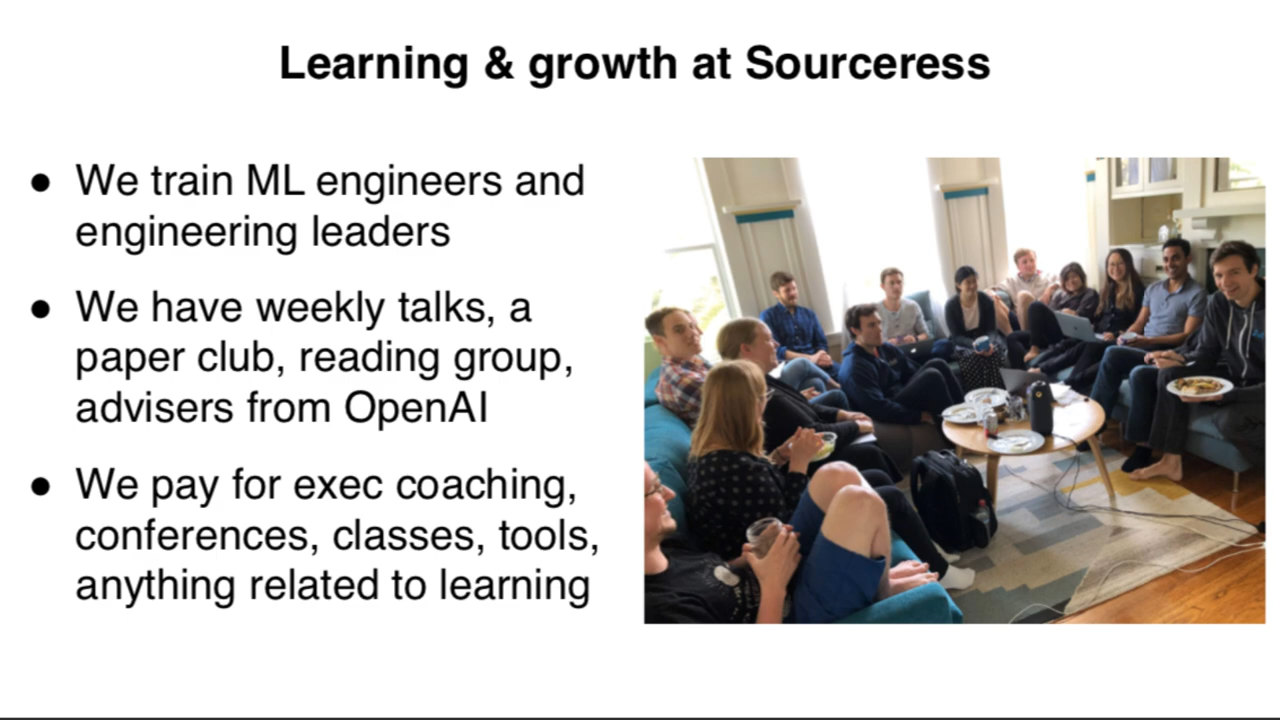 Learning & growth at Sourceress
● We train ML engineers and
engineering leaders
● We have weekly talks, a
paper club, reading group,
advisers from OpenAI
● We pay for exec coaching,
conferences, classes, tools,
anything related to learning